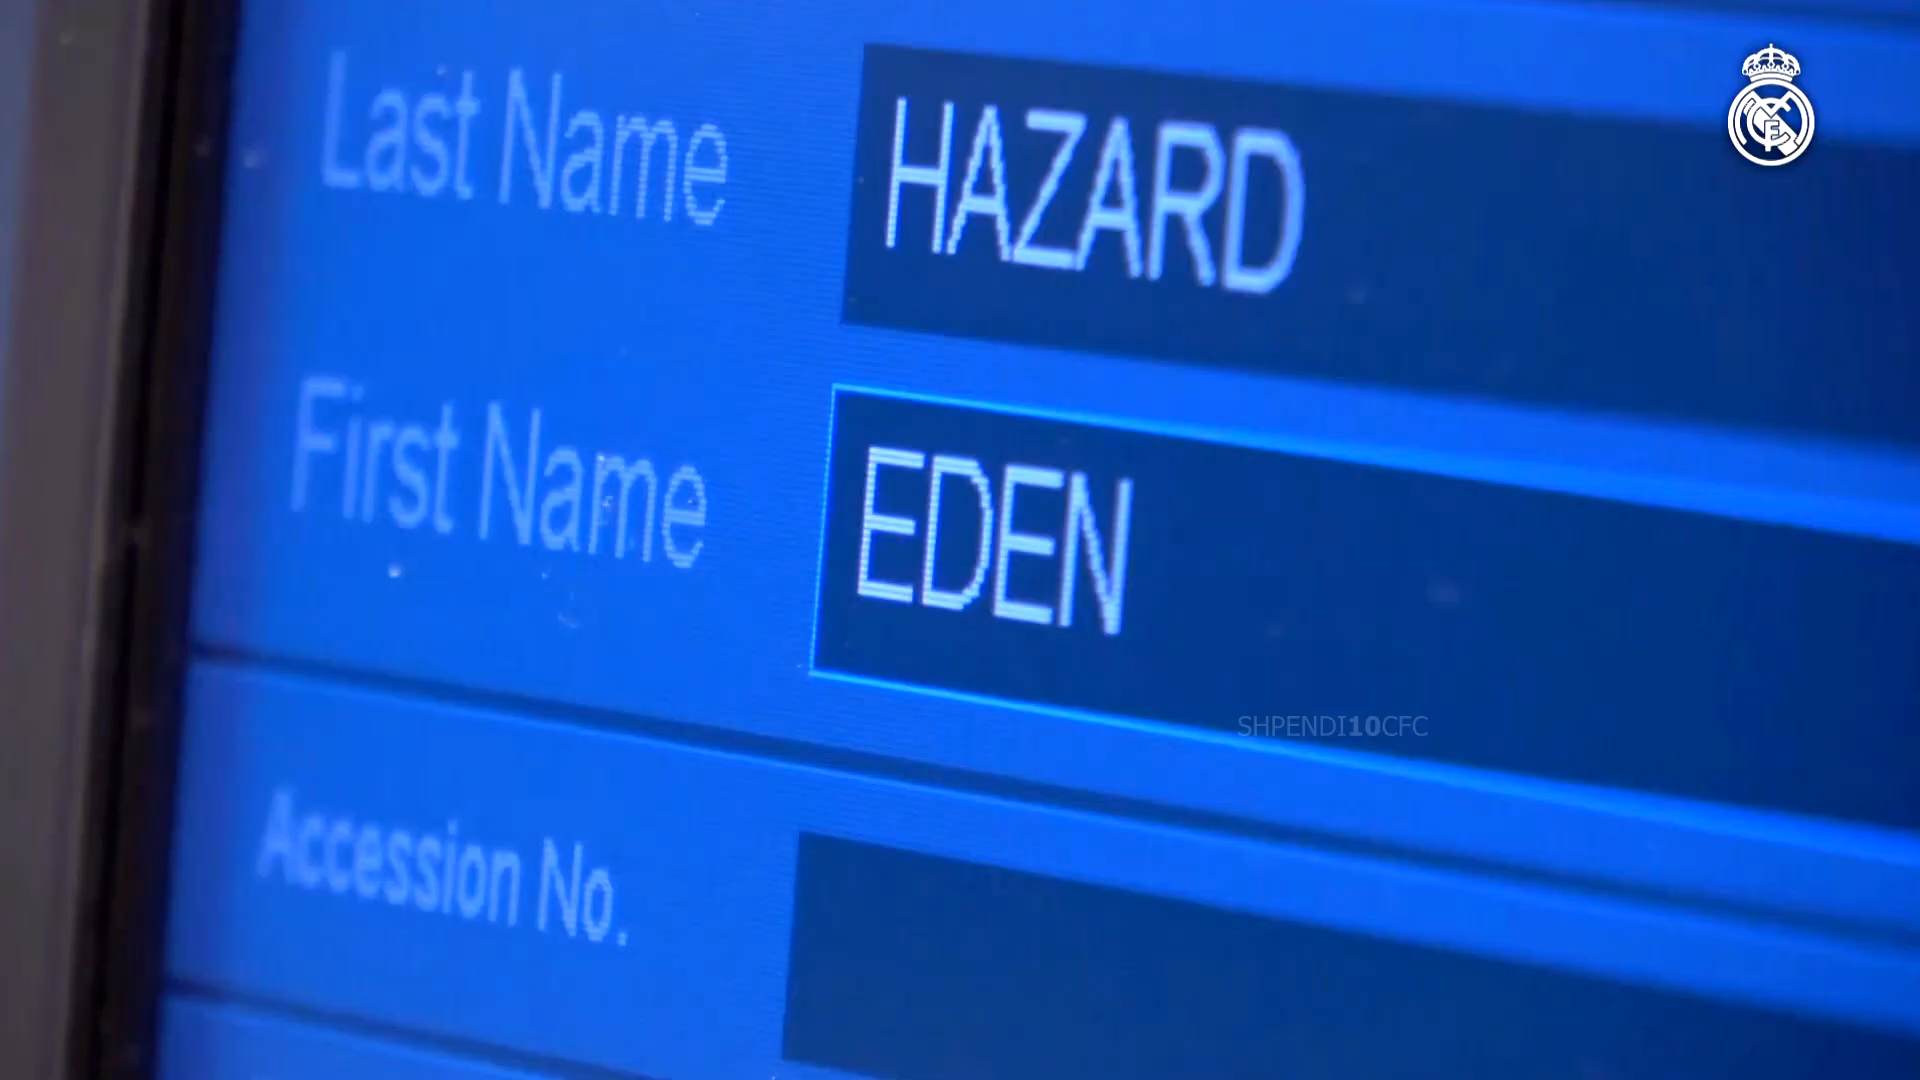 Last Name HAZARD
First Name EDEN
SHPENDI10CFC
Accession No.